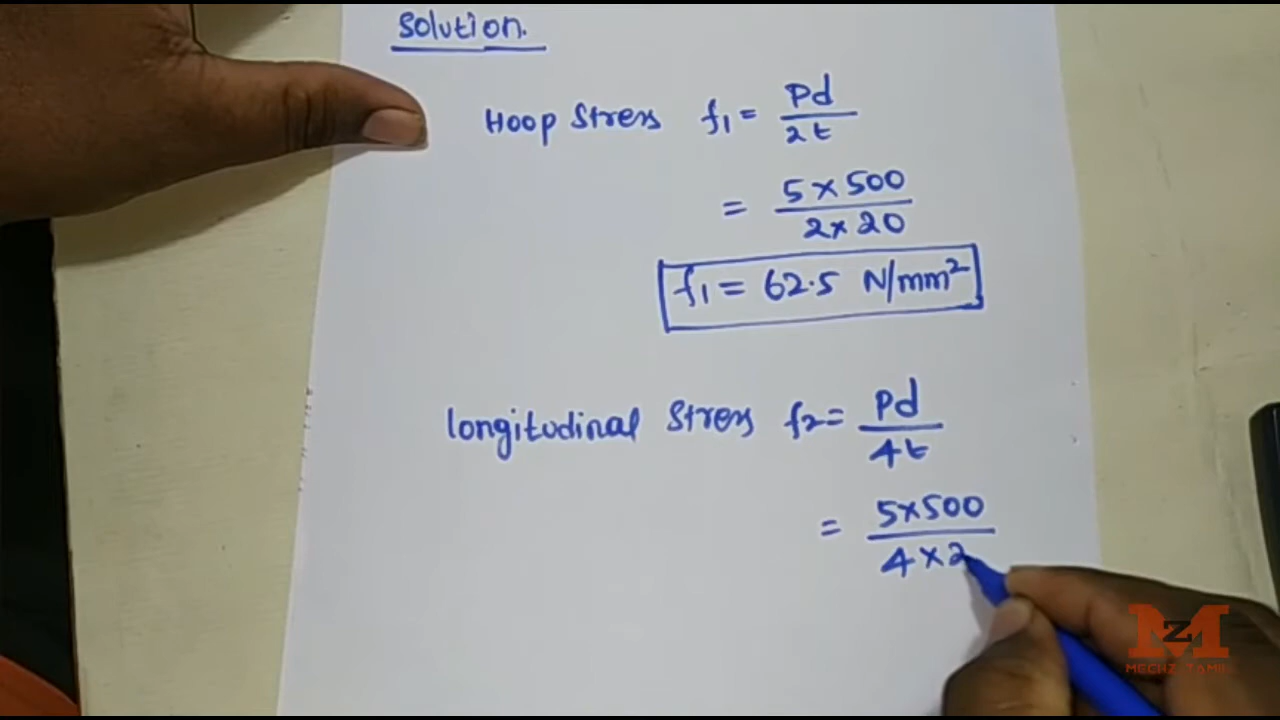 Solution.
Hoop Stress f1 = Pd/2t
= 5 x 500/2 x 20
f1 = 62.5 N/mm²
longitudinal Stress f2 = Pd/4t
= 5 x 500/4 x 2
MZ
MECHZ TAMIL